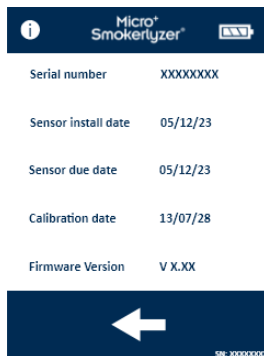 i
Micro+
Smokerlyzer®
Serial number XXXXXXXX
Sensor install date 05/12/23
Sensor due date 05/12/23
Calibration date 13/07/28
Firmware Version V X.XX
SN: XXXXXXX